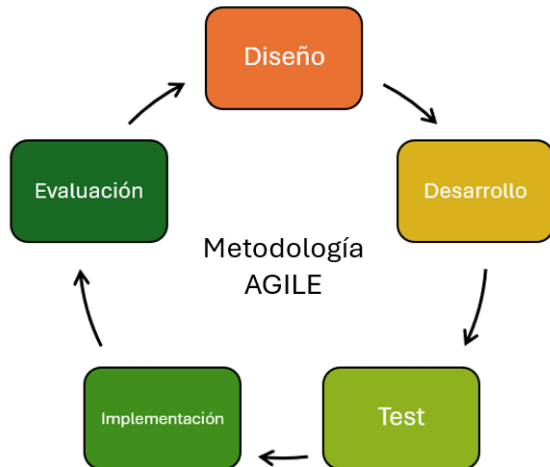 Diseño
Evaluación
Desarrollo
Metodología
AGILE
Implementación
Test